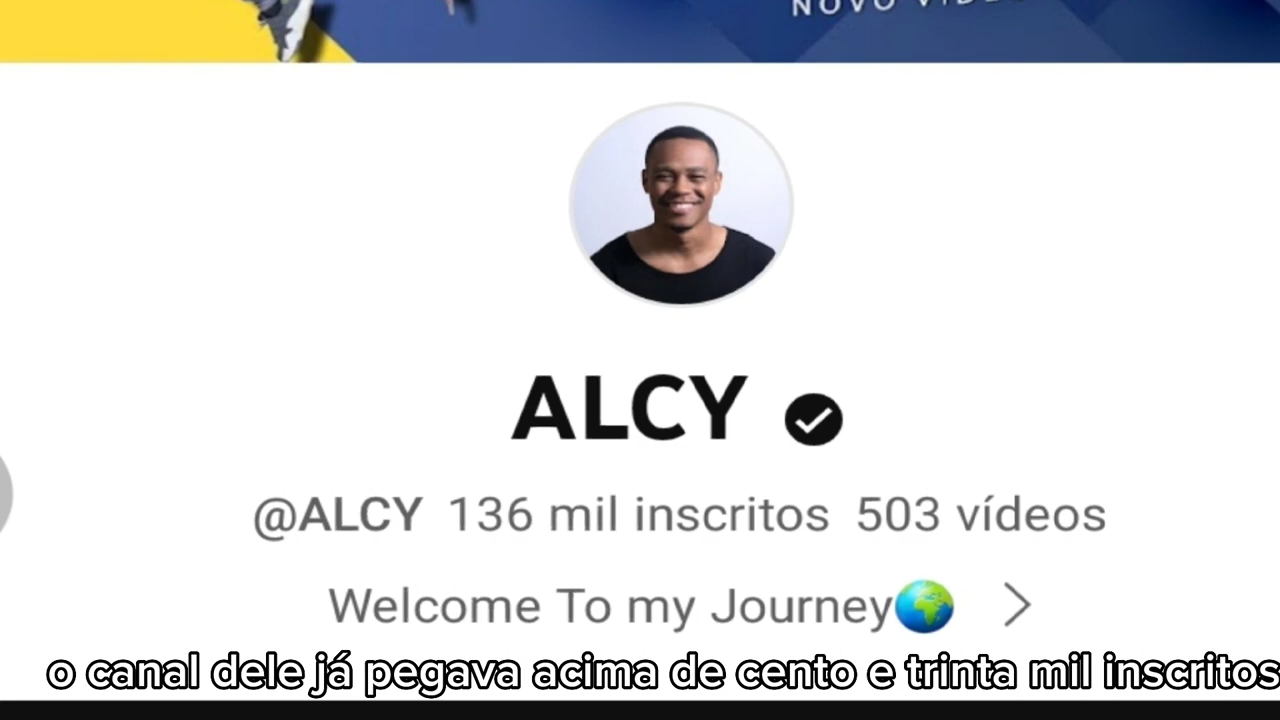 NOVO
ALCY
@ALCY 136 mil inscritos 503 vídeos
Welcome To my Journey
o canal dele já pegava acima de cento e trinta mil inscritos